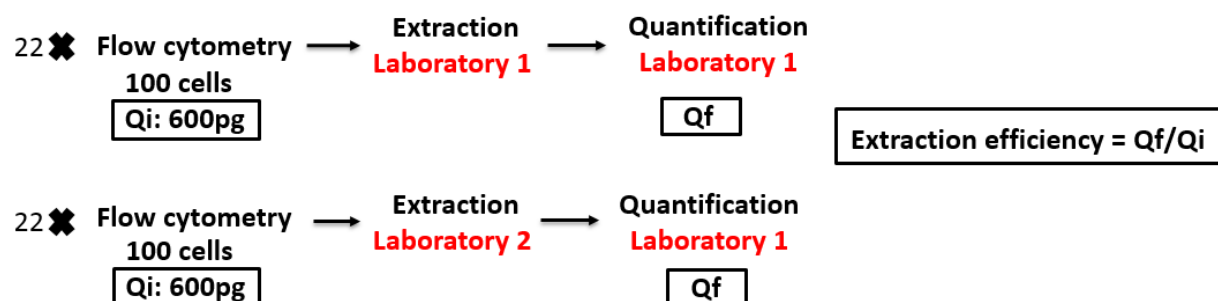 22 ✖ Flow cytometry Extraction Quantification
Laboratory 1 Laboratory 1
100 cells
Qi: 600pg Qf
Extraction efficiency = Qf/Qi
22 ✖ Flow cytometry Extraction Quantification
Laboratory 2 Laboratory 1
100 cells
Qi: 600pg Qf